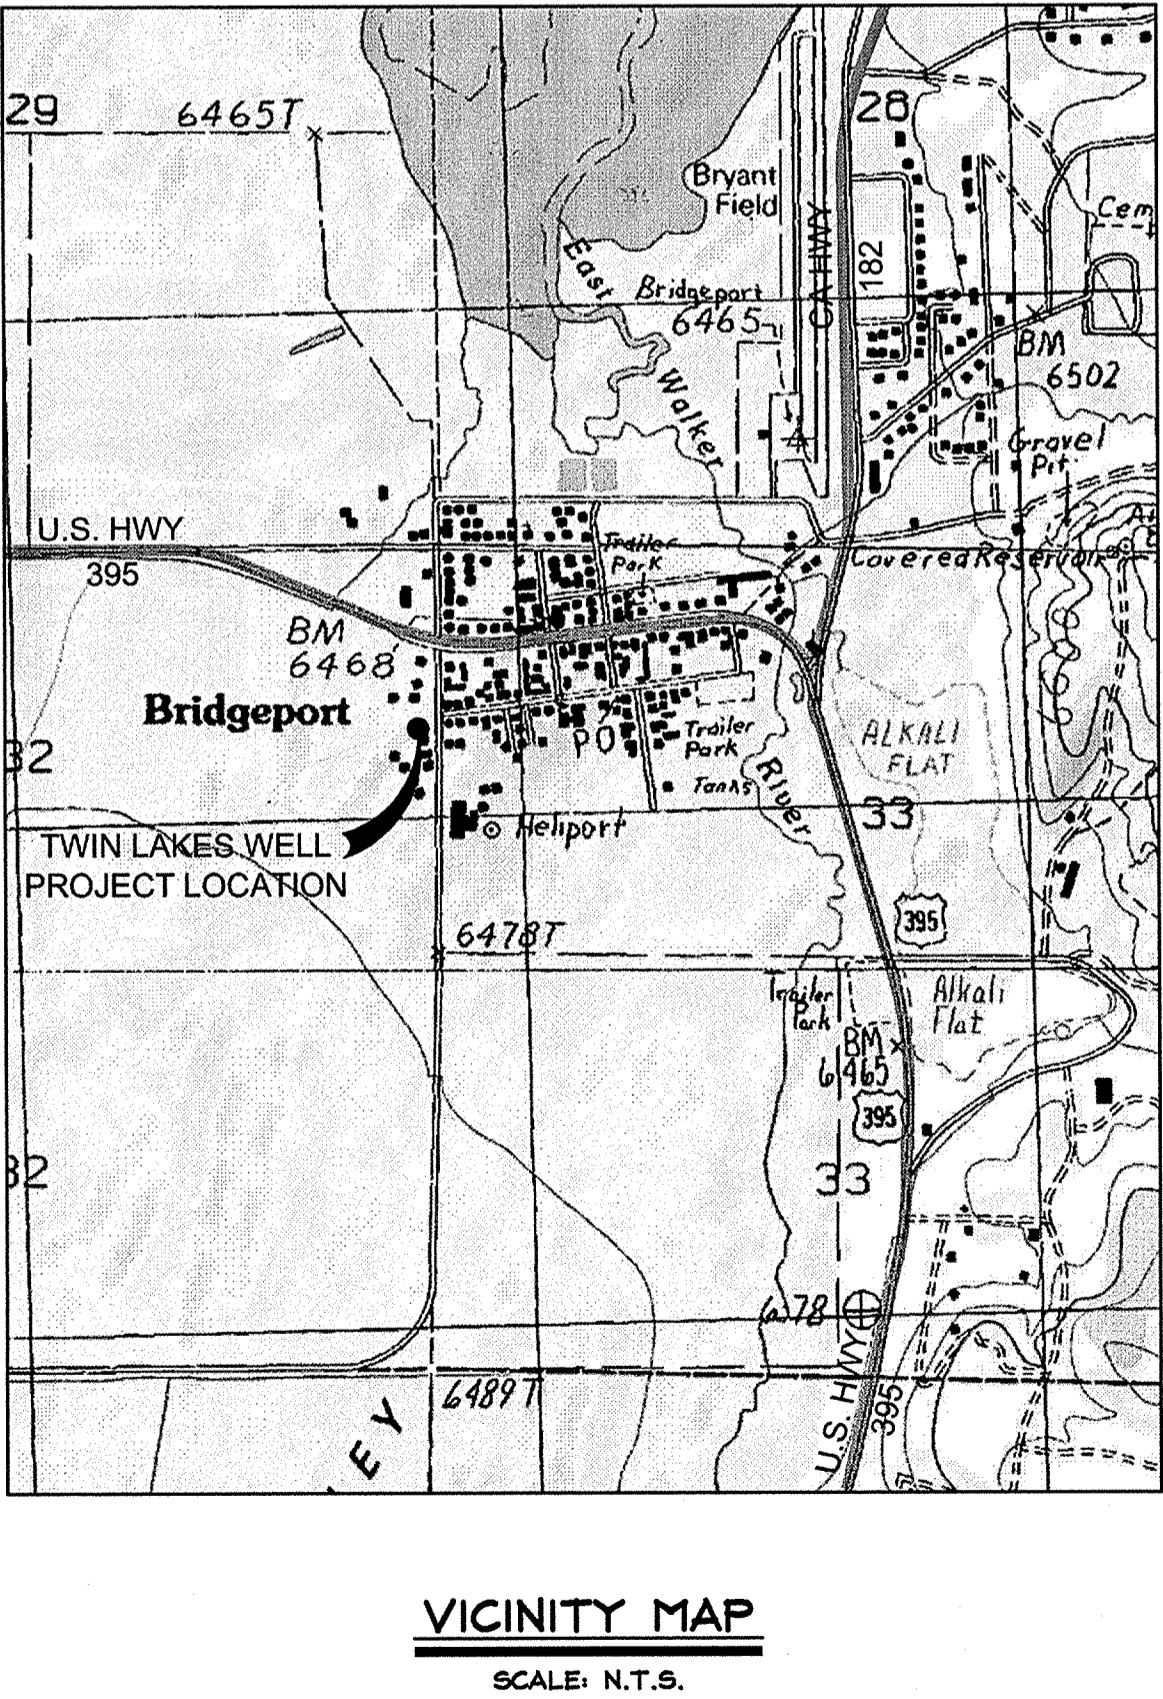 29
6465T
28
Bryant
Field
Cem
CA HWY
182
East
Bridgeport
6465
BM
6502
Walker
Gravel
Pit
U.S. HWY
395
Trailer
Park
Covered Reservoir
BM
6468
Bridgeport
PO
Trailer
Park
ALKALI
FLAT
32
Tanks
River
33
Heliport
TWIN LAKES WELL
PROJECT LOCATION
395
6478T
Trailer
Park
Alkali
Flat
BM
6465
395
32
33
6489T
E Y
U.S. HWY
395
VICINITY MAP
SCALE: N.T.S.